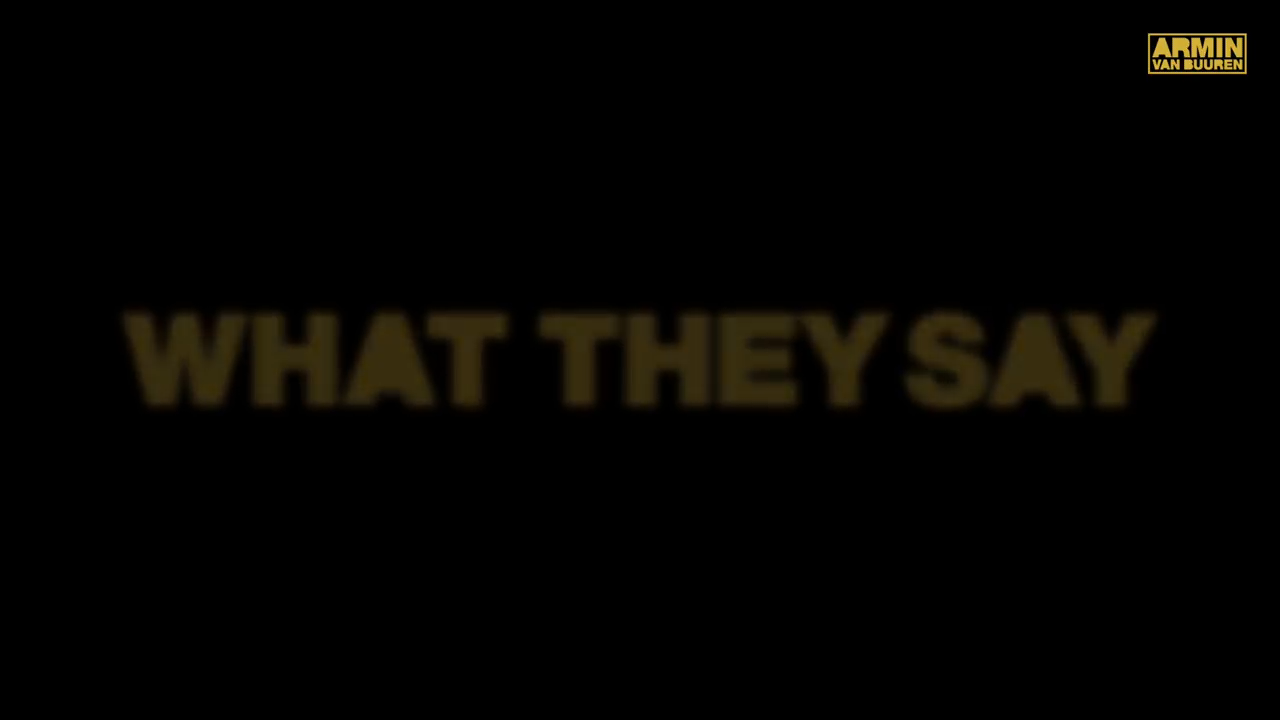 ARMIN
VAN BUUREN
WHAT THEY SAY